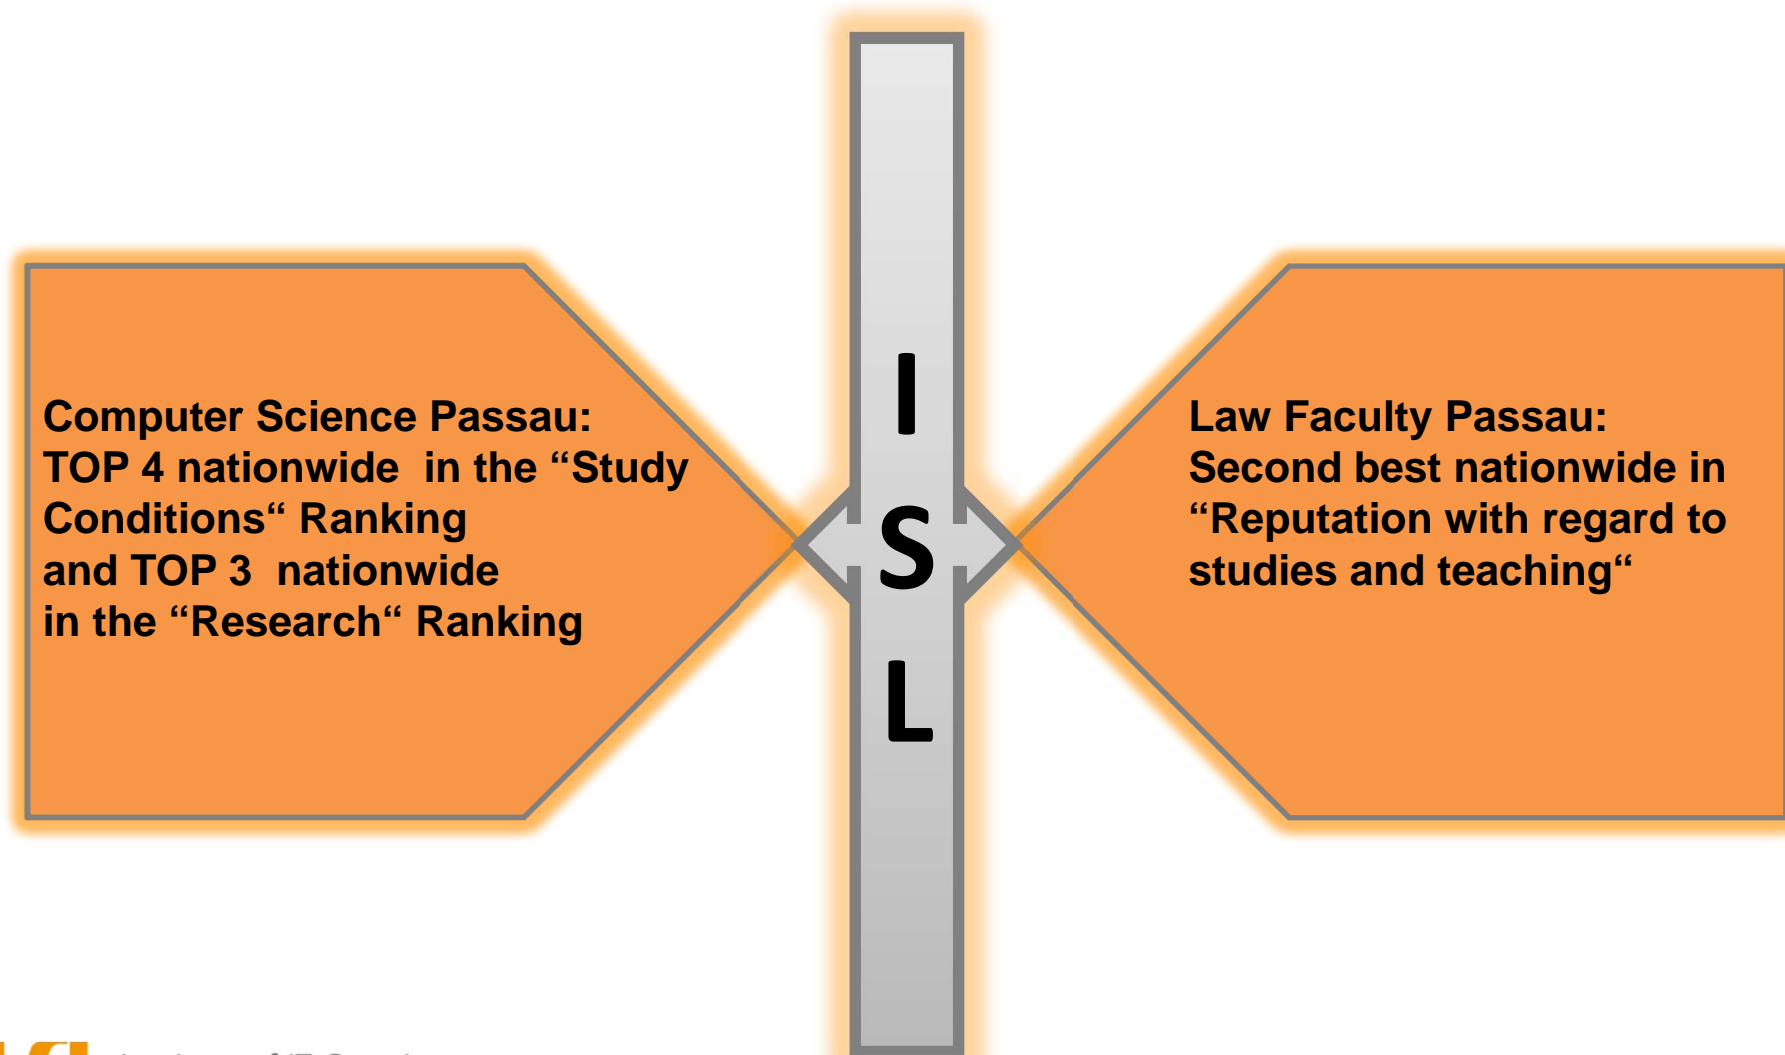 Computer Science Passau:
TOP 4 nationwide  in the “Study
Conditions“ Ranking
and TOP 3  nationwide
in the “Research“ Ranking
I
S
L
Law Faculty Passau:
Second best nationwide in
“Reputation with regard to
studies and teaching“